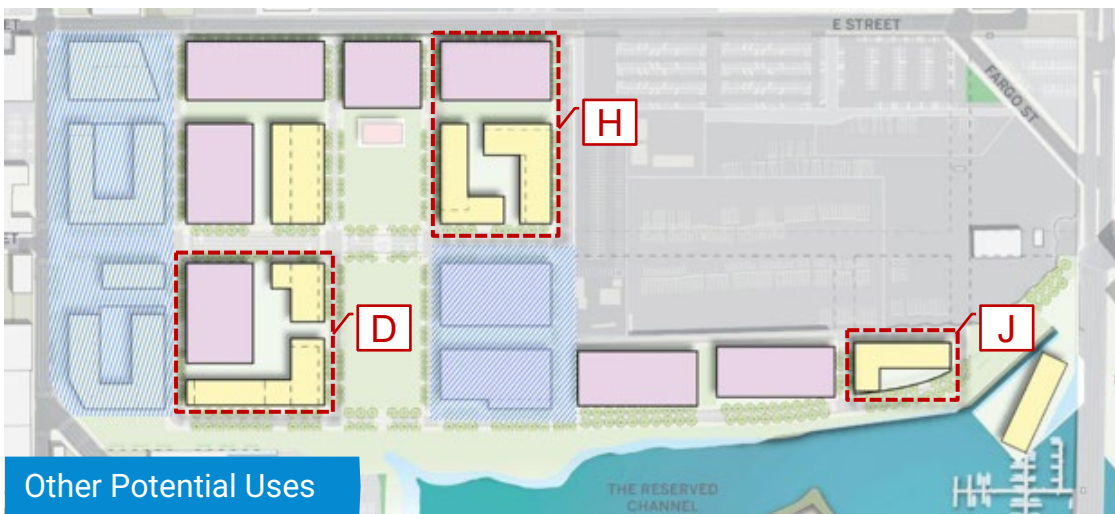 E STREET
FARGO ST
H
D
J
THE RESERVED
CHANNEL
Other Potential Uses